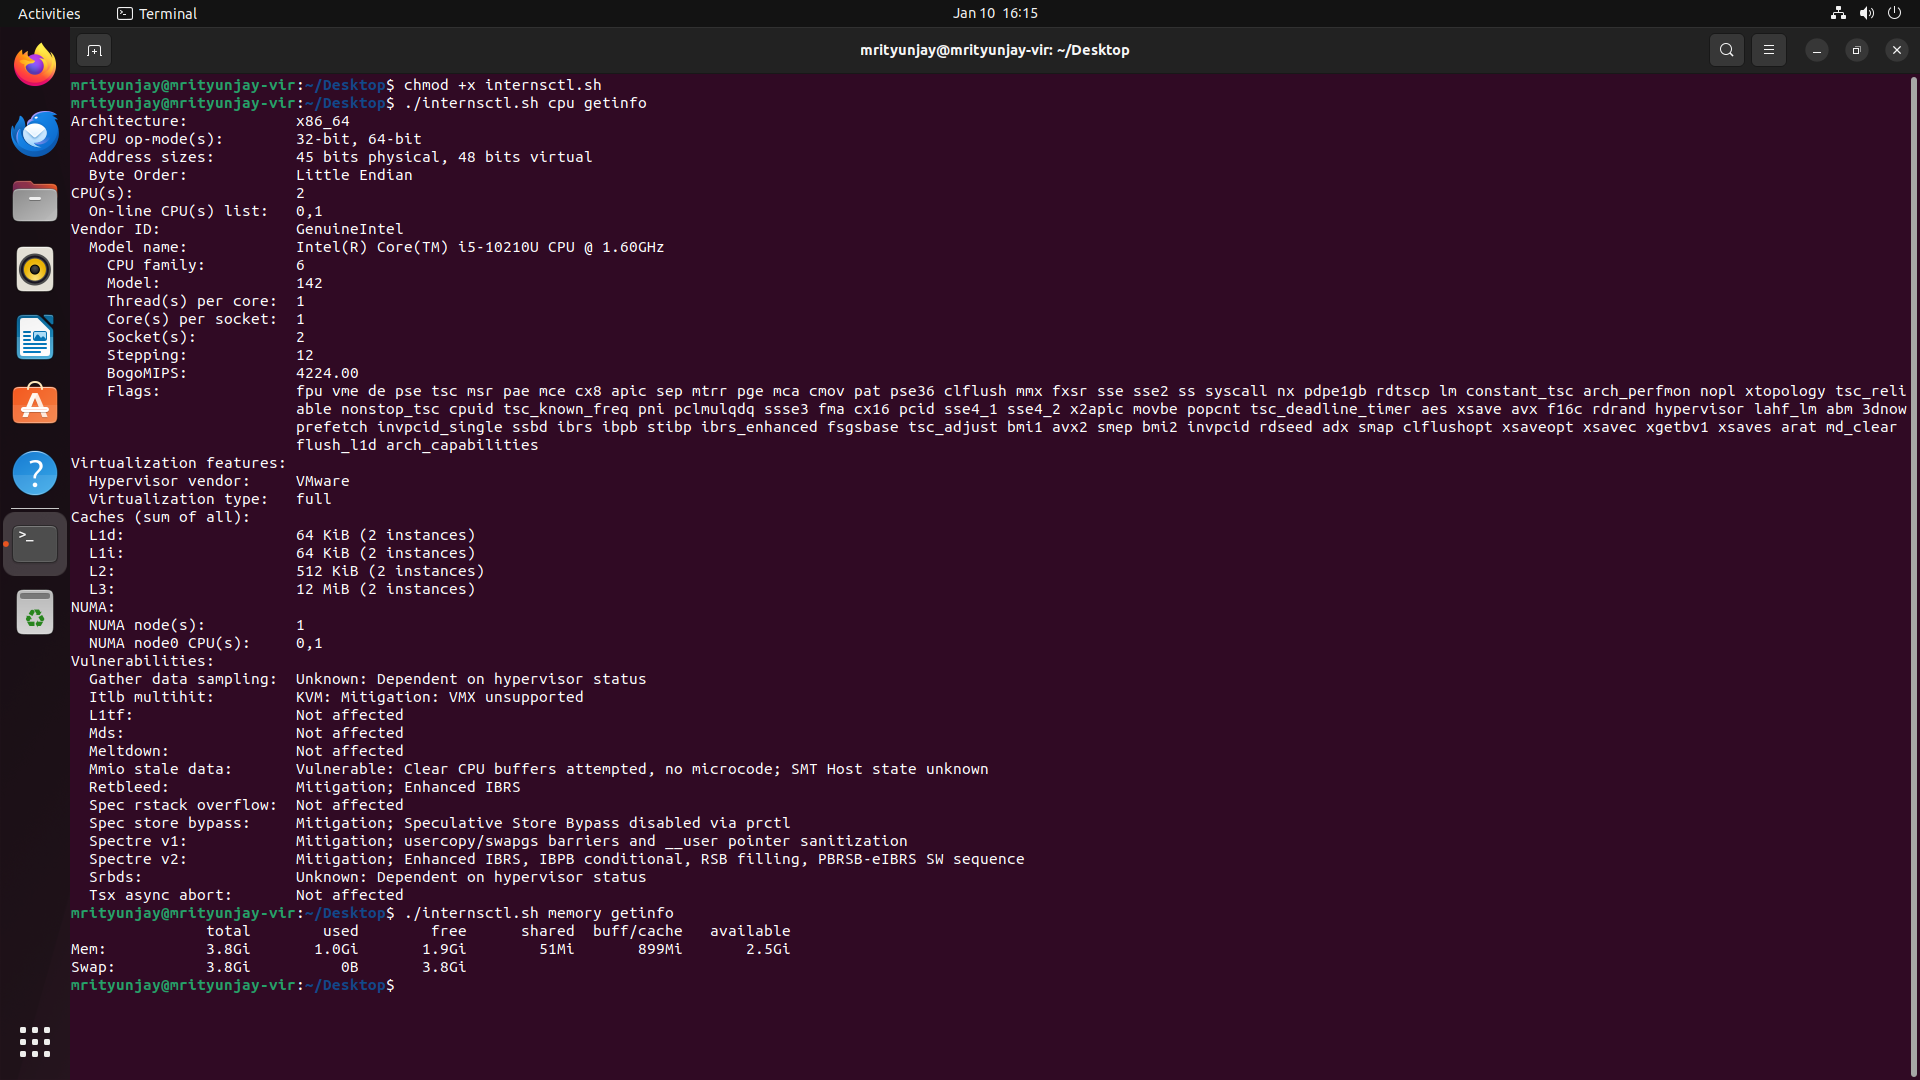 Activities Terminal Jan 10 16:15
mrityunjay@mrityunjay-vir: ~/Desktop
mrityunjay@mrityunjay-vir:~/Desktop$ chmod +x internsctl.sh
mrityunjay@mrityunjay-vir:~/Desktop$ ./internsctl.sh cpu getinfo
Architecture:            x86_64
  CPU op-mode(s):        32-bit, 64-bit
  Address sizes:         45 bits physical, 48 bits virtual
  Byte Order:            Little Endian
CPU(s):                  2
  On-line CPU(s) list:   0,1
Vendor ID:               GenuineIntel
  Model name:            Intel(R) Core(TM) i5-10210U CPU @ 1.60GHz
    CPU family:          6
    Model:               142
    Thread(s) per core:  1
    Core(s) per socket:  1
    Socket(s):           2
    Stepping:            12
    BogoMIPS:            4224.00
    Flags:               fpu vme de pse tsc msr pae mce cx8 apic sep mtrr pge mca cmov pat pse36 clflush mmx fxsr sse sse2 ss syscall nx pdpe1gb rdtscp lm constant_tsc arch_perfmon nopl xtopology tsc_reli
                         able nonstop_tsc cpuid tsc_known_freq pni pclmulqdq ssse3 fma cx16 pcid sse4_1 sse4_2 x2apic movbe popcnt tsc_deadline_timer aes xsave avx f16c rdrand hypervisor lahf_lm abm 3dnow
                         prefetch invpcid_single ssbd ibrs ibpb stibp ibrs_enhanced fsgsbase tsc_adjust bmi1 avx2 smep bmi2 invpcid rdseed adx smap clflushopt xsaveopt xsavec xgetbv1 xsaves arat md_clear
                         flush_l1d arch_capabilities
Virtualization features:
  Hypervisor vendor:     VMware
  Virtualization type:   full
Caches (sum of all):
  L1d:                   64 KiB (2 instances)
  L1i:                   64 KiB (2 instances)
  L2:                    512 KiB (2 instances)
  L3:                    12 MiB (2 instances)
NUMA:
  NUMA node(s):          1
  NUMA node0 CPU(s):     0,1
Vulnerabilities:
  Gather data sampling:  Unknown: Dependent on hypervisor status
  Itlb multihit:         KVM: Mitigation: VMX unsupported
  L1tf:                  Not affected
  Mds:                   Not affected
  Meltdown:              Not affected
  Mmio stale data:       Vulnerable: Clear CPU buffers attempted, no microcode; SMT Host state unknown
  Retbleed:              Mitigation; Enhanced IBRS
  Spec rstack overflow:  Not affected
  Spec store bypass:     Mitigation; Speculative Store Bypass disabled via prctl
  Spectre v1:            Mitigation; usercopy/swapgs barriers and __user pointer sanitization
  Spectre v2:            Mitigation; Enhanced IBRS, IBPB conditional, RSB filling, PBRSB-eIBRS SW sequence
  Srbds:                 Unknown: Dependent on hypervisor status
  Tsx async abort:       Not affected
mrityunjay@mrityunjay-vir:~/Desktop$ ./internsctl.sh memory getinfo
               total        used        free      shared  buff/cache   available
Mem:           3.8Gi       1.0Gi       1.9Gi        51Mi       899Mi       2.5Gi
Swap:          3.8Gi          0B       3.8Gi
mrityunjay@mrityunjay-vir:~/Desktop$